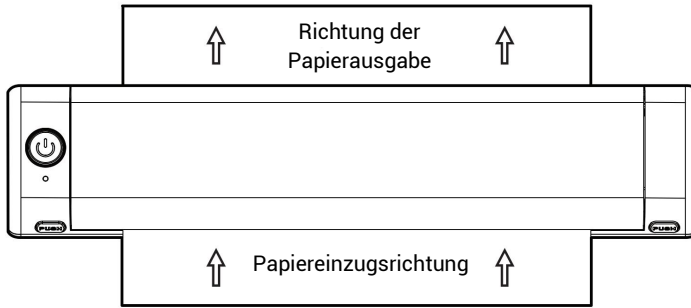 Richtung der
Papierausgabe
PUSH PUSH
Papiereinzugsrichtung